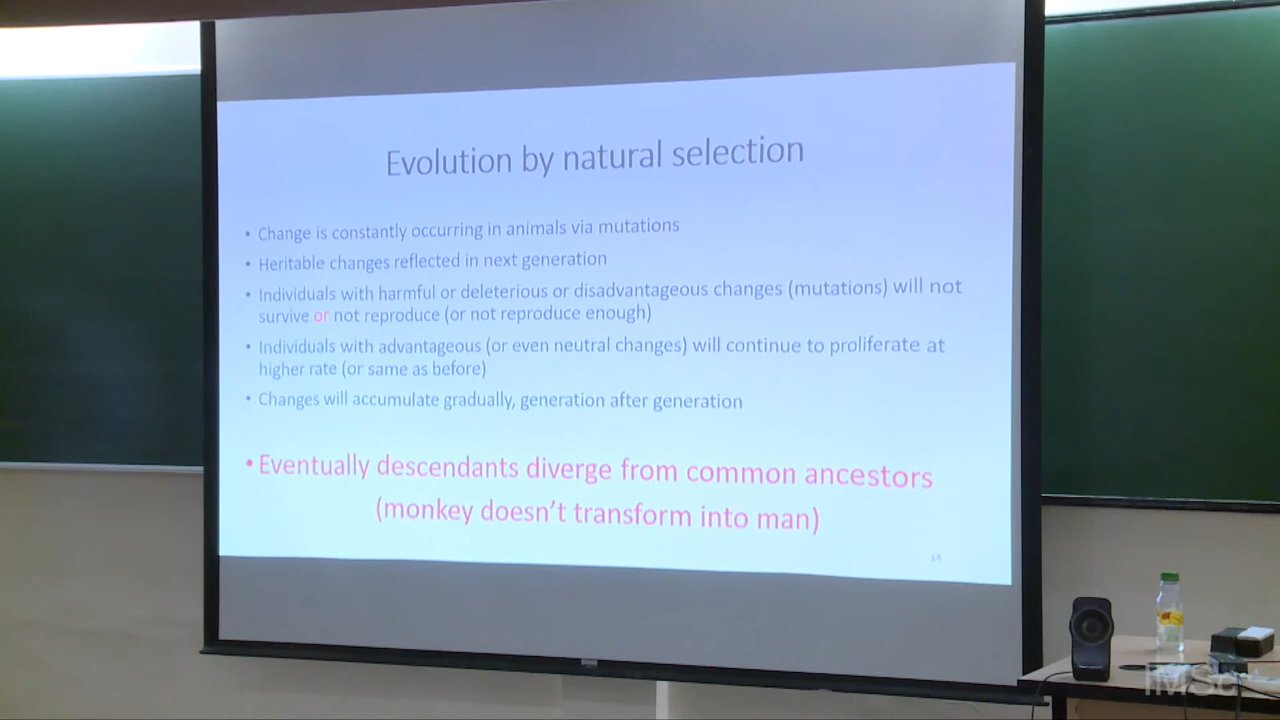 Evolution by natural selection
• Change is constantly occurring in animals via mutations
• Heritable changes reflected in next generation
• Individuals with harmful or deleterious or disadvantageous changes (mutations) will not
survive or not reproduce (or not reproduce enough)
• Individuals with advantageous (or even neutral changes) will continue to proliferate at
higher rate (or same as before)
• Changes will accumulate gradually, generation after generation
• Eventually descendants diverge from common ancestors
(monkey doesn't transform into man)
14
IMSc